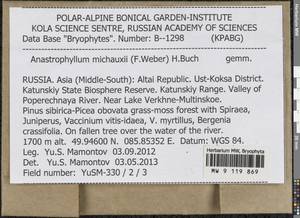 POLAR-ALPINE BONICAL GARDEN-INSTITUTE
KOLA SCIENCE SENTRE, RUSSIAN ACADEMY OF SCIENCES
Data Base "Bryophytes". Number: B--1298 (KPABG)
Anastrophyllum michauxii (F.Weber) H.Buch gemm.
RUSSIA. Asia (Middle-South): Altai Republic. Ust-Koksa District.
Katunskiy State Biosphere Reserve. Katunskiy Range. Valley of
Poperechnaya River. Near Lake Verkhne-Multinskoe.
Pinus sibirica-Picea obovata grass-moss forest with Spiraea,
Juniperus, Vaccinium vitis-idaea, V. myrtillus, Bergenia
crassifolia. On fallen tree over the water of the river.
1700 m alt. 49.94600 N. 085.85352 E. Datum: WGS 84.
Leg. Yu.S. Mamontov 03.09.2012
Det. Yu.S. Mamontov 03.05.2013
Field number: YuSM-330 / 2 / 3
Herbarium MW, Bryophyta
MW 9 119 869